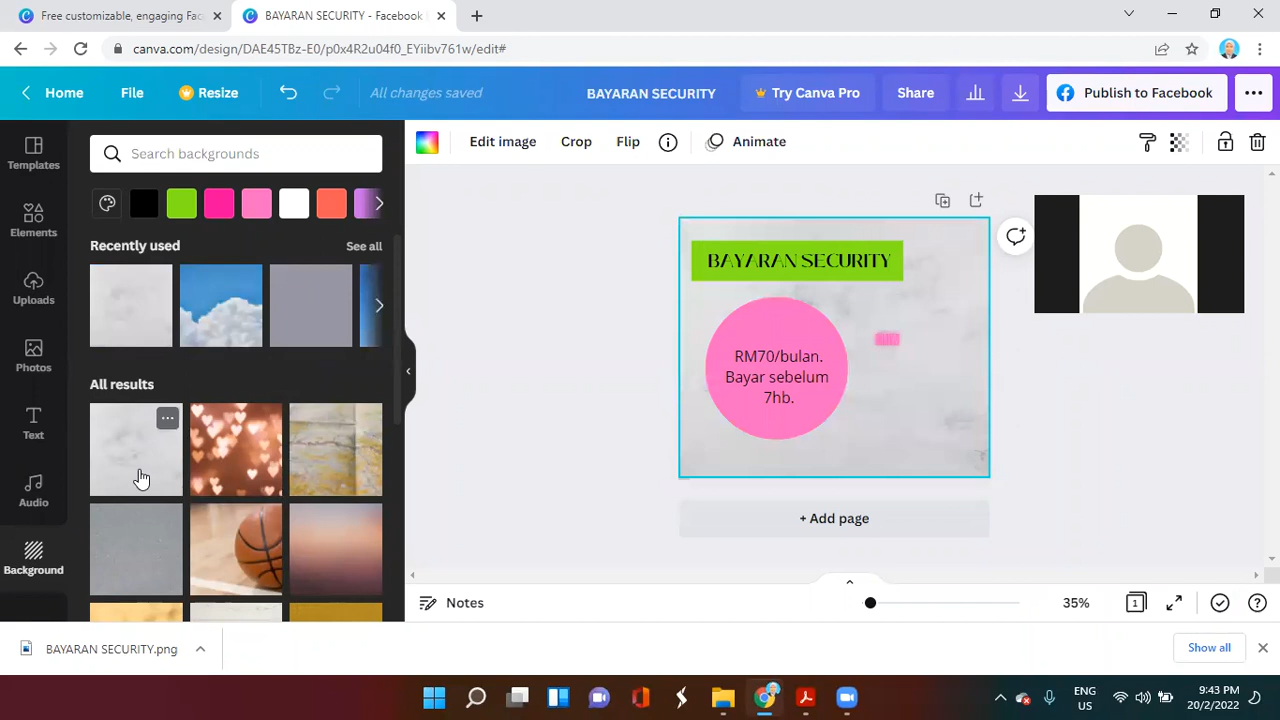 Free customizable, engaging Fac
BAYARAN SECURITY - Facebook (
canva.com/design/DAE45TBz-E0/p0x4R2u04f0_EYiibv761w/edit#
Home
File
Resize
All changes saved
BAYARAN SECURITY
Try Canva Pro
Share
Publish to Facebook
Templates
Elements
Uploads
Photos
Text
Audio
Background
Search backgrounds
Recently used
See all
All results
Edit image
Crop
Flip
Animate
BAYARAN SECURITY
RM70/bulan.
Bayar sebelum
7hb.
+ Add page
Notes
35%
1
BAYARAN SECURITY.png
Show all
ENG
US
9:43 PM
20/2/2022